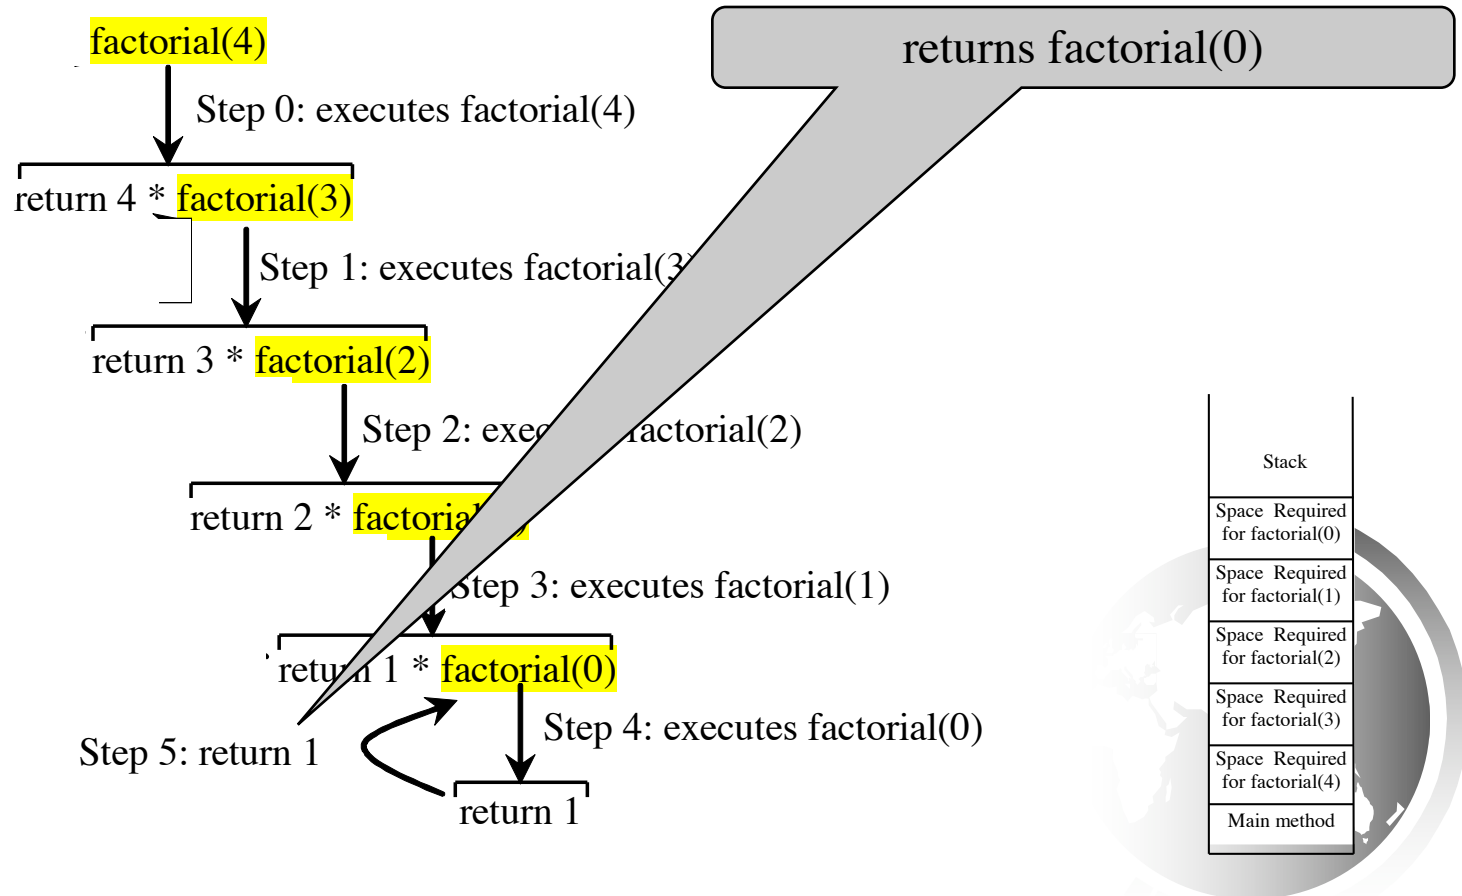 returns factorial(0)
factorial(4)
Step 0: executes factorial(4)
return 4 * factorial(3)
Step 1: executes factorial(3)
return 3 * factorial(2)
Step 2: factorial(2)
return 2 *
Step 3: executes factorial(1)
return 1 * factorial(0)
Step 4: executes factorial(0)
Step 5: return 1
return 1
Stack
Space Required
for factorial(0)
Space Required
for factorial(1)
Space Required
for factorial(2)
Space Required
for factorial(3)
Space Required
for factorial(4)
Main method